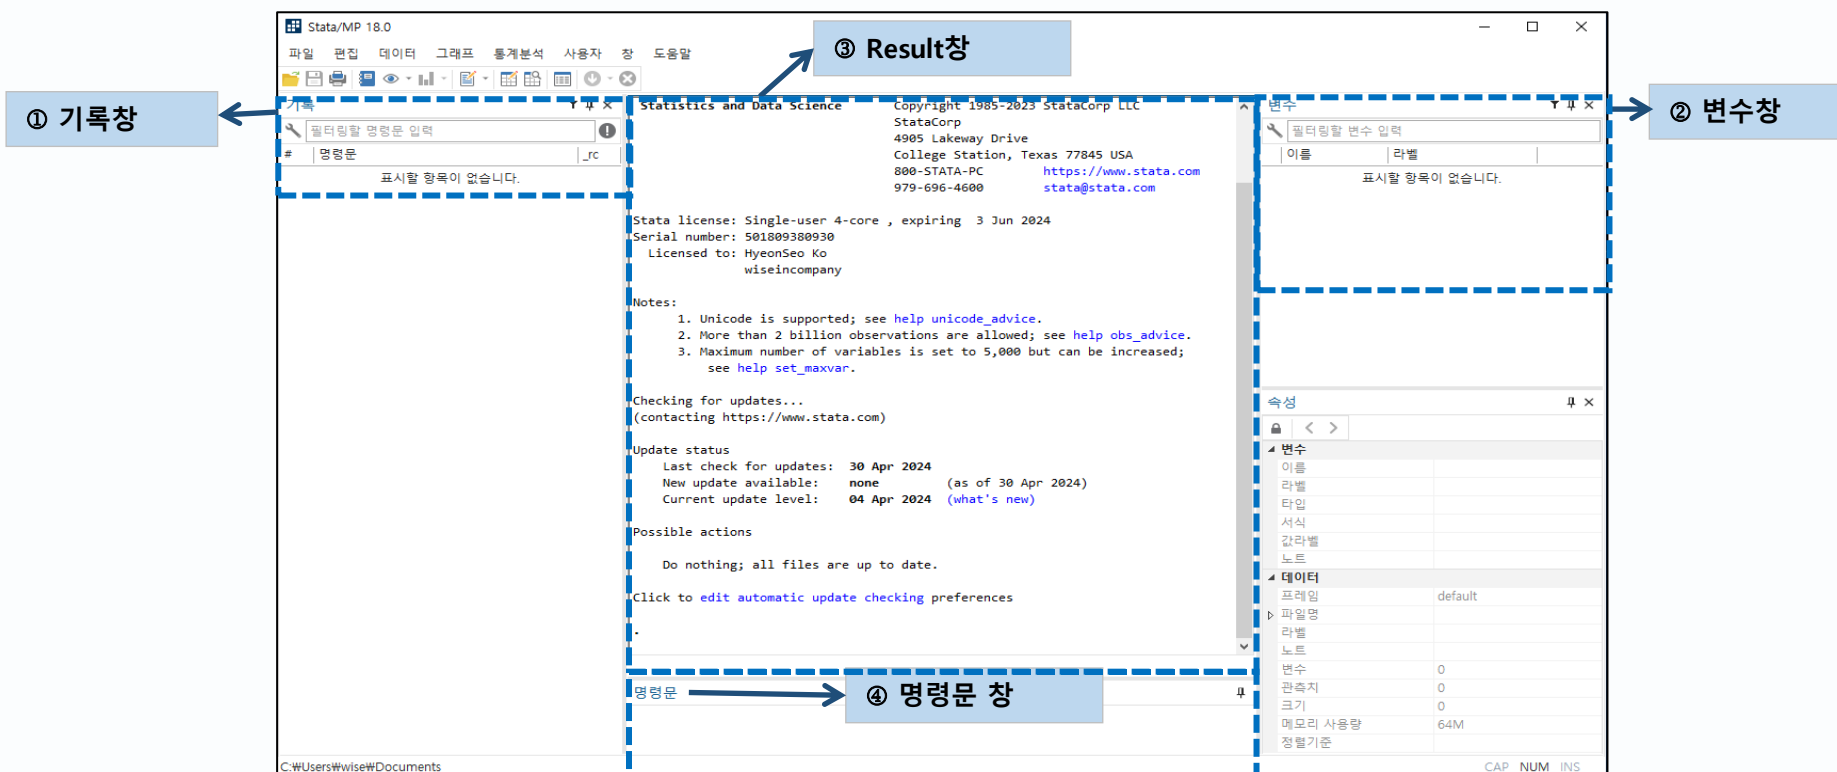 Stata/MP 18.0
파일 편집 데이터 그래프 통계분석 사용자 창 도움말
③ Result창
① 기록창
② 변수창
기록
필터링할 명령문 입력
# 명령문 _rc
표시할 항목이 없습니다.
Statistics and Data Science Copyright 1985-2023 StataCorp LLC
StataCorp
4905 Lakeway Drive
College Station, Texas 77845 USA
800-STATA-PC https://www.stata.com
979-696-4600 stata@stata.com
Stata license: Single-user 4-core , expiring 3 Jun 2024
Serial number: 501809380930
Licensed to: HyeonSeo Ko
wiseincompany
Notes:
1. Unicode is supported; see help unicode_advice.
2. More than 2 billion observations are allowed; see help obs_advice.
3. Maximum number of variables is set to 5,000 but can be increased;
see help set_maxvar.
Checking for updates...
(contacting https://www.stata.com)
Update status
Last check for updates: 30 Apr 2024
New update available: none (as of 30 Apr 2024)
Current update level: 04 Apr 2024 (what's new)
Possible actions
Do nothing; all files are up to date.
Click to edit automatic update checking preferences
.
명령문
④ 명령문 창
변수
필터링할 변수 입력
이름 라벨
표시할 항목이 없습니다.
속성
변수
이름
라벨
타입
서식
값라벨
노트
데이터
프레임 default
파일명
라벨
노트
변수 0
관측치 0
크기 0
메모리 사용량 64M
정렬기준
C:₩Users₩wise₩Documents
CAP NUM INS